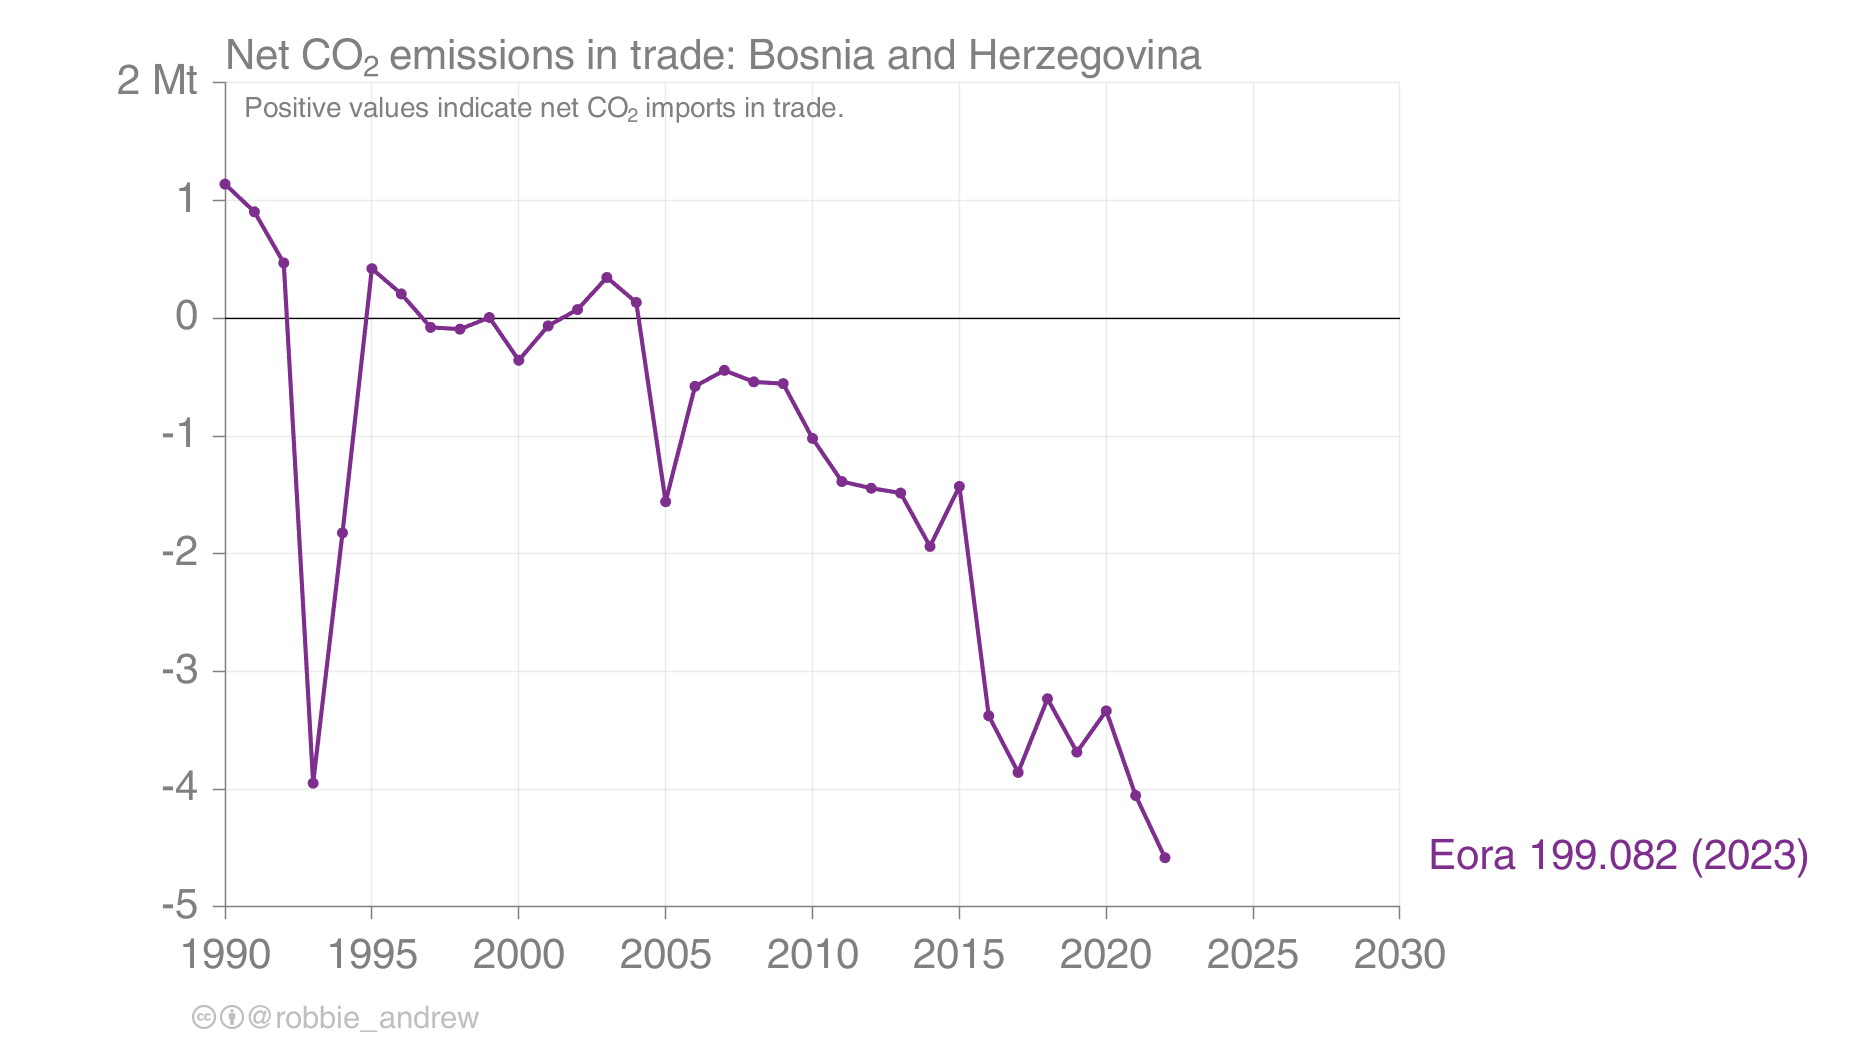 Net CO₂ emissions in trade: Bosnia and Herzegovina
2 Mt
Positive values indicate net CO₂ imports in trade.
1
0
-1
-2
-3
-4
-5
Eora 199.082 (2023)
1990 1995 2000 2005 2010 2015 2020 2025 2030
@robbie_andrew